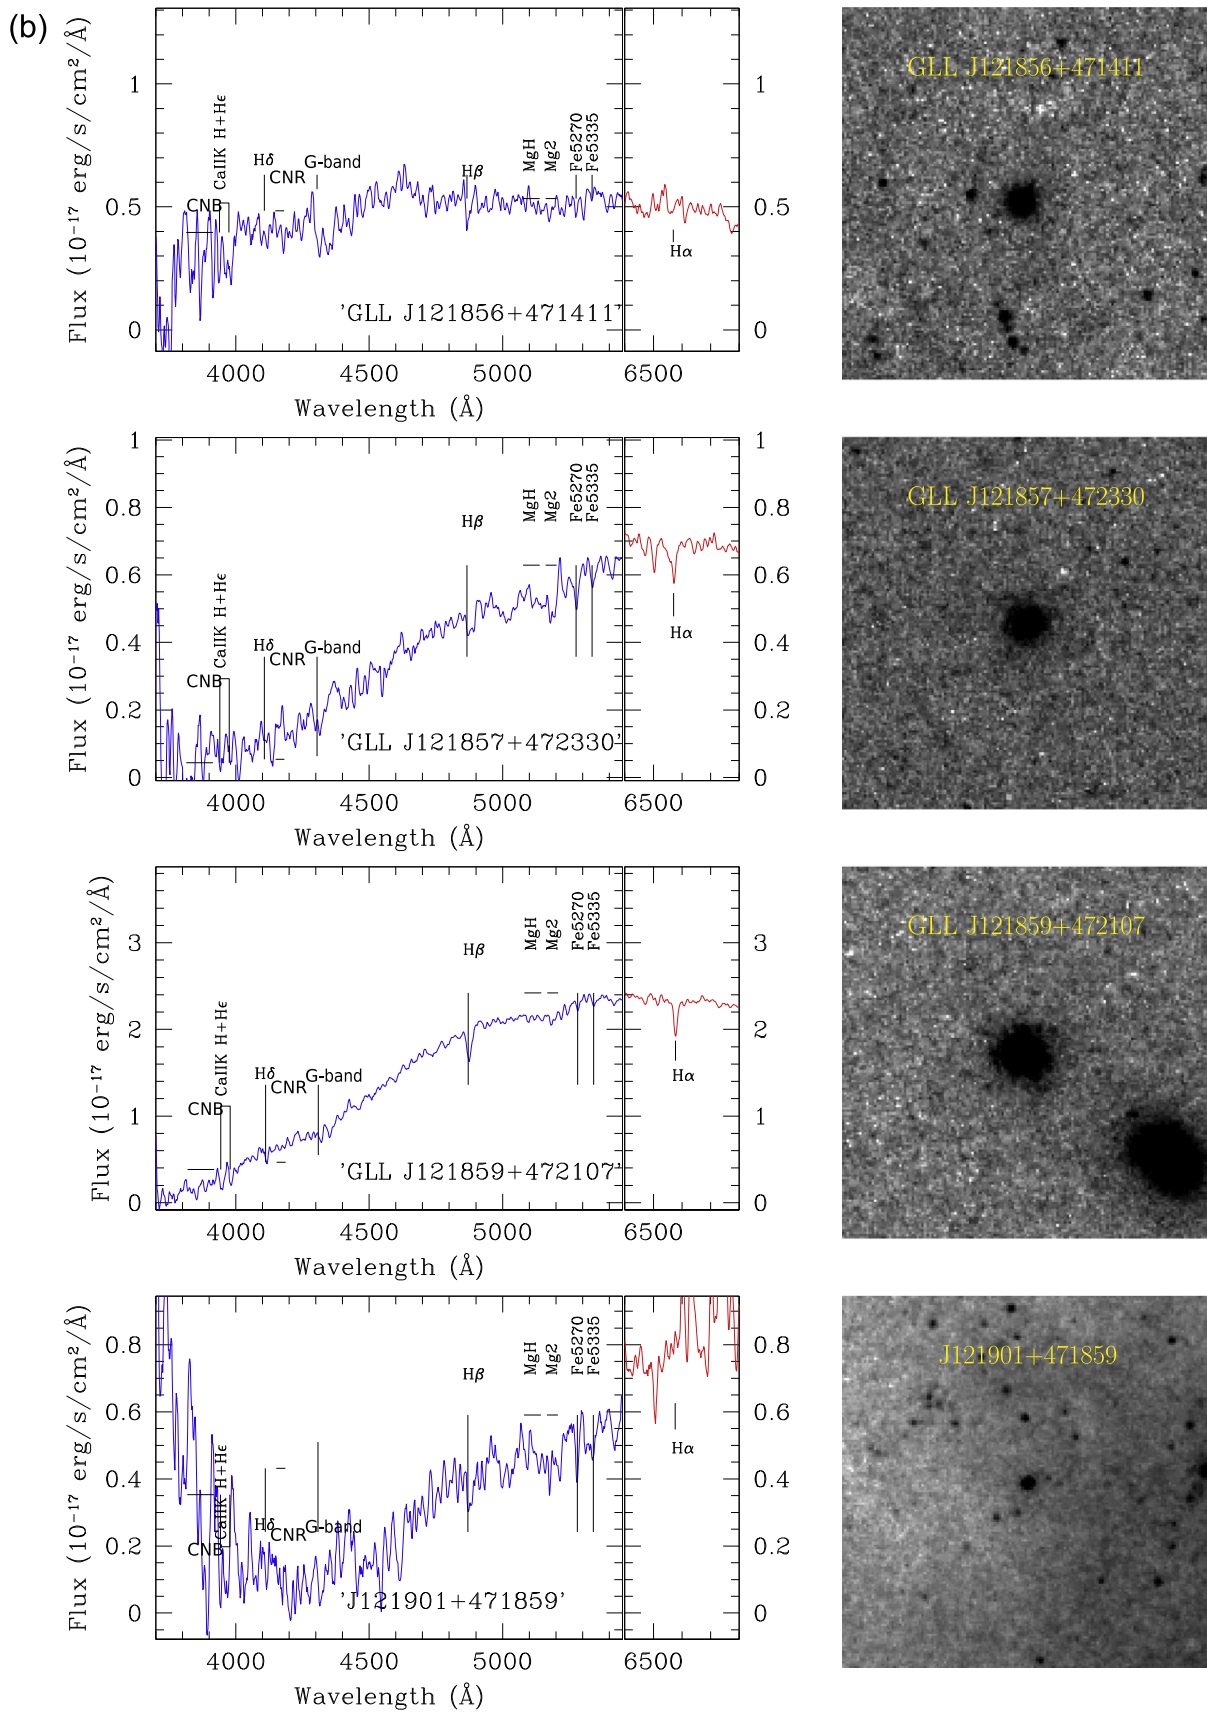 (b)
Flux (10⁻¹⁷ erg/s/cm²/Å)
1
0.5
0
CNB
CaIIK H+Hϵ
Hδ
CNR
G-band
Hβ
MgH
Mg2
Fe5270
Fe5335
'GLL J121856+471411'
4000 4500 5000
Wavelength (Å)
1
0.5
0
Hα
6500
GLL J121856+471411
Flux (10⁻¹⁷ erg/s/cm²/Å)
1
0.8
0.6
0.4
0.2
0
CNB
CaIIK H+Hϵ
Hδ
CNR
G-band
Hβ
MgH
Mg2
Fe5270
Fe5335
'GLL J121857+472330'
4000 4500 5000
Wavelength (Å)
1
0.8
0.6
0.4
0.2
0
Hα
6500
GLL J121857+472330
Flux (10⁻¹⁷ erg/s/cm²/Å)
3
2
1
0
CNB
CaIIK H+Hϵ
Hδ
CNR
G-band
Hβ
MgH
Mg2
Fe5270
Fe5335
'GLL J121859+472107'
4000 4500 5000
Wavelength (Å)
3
2
1
0
Hα
6500
GLL J121859+472107
Flux (10⁻¹⁷ erg/s/cm²/Å)
0.8
0.6
0.4
0.2
0
CNB
CaIIK H+Hϵ
Hδ
CNR
G-band
Hβ
MgH
Mg2
Fe5270
Fe5335
'J121901+471859'
4000 4500 5000
Wavelength (Å)
0.8
0.6
0.4
0.2
0
Hα
6500
J121901+471859